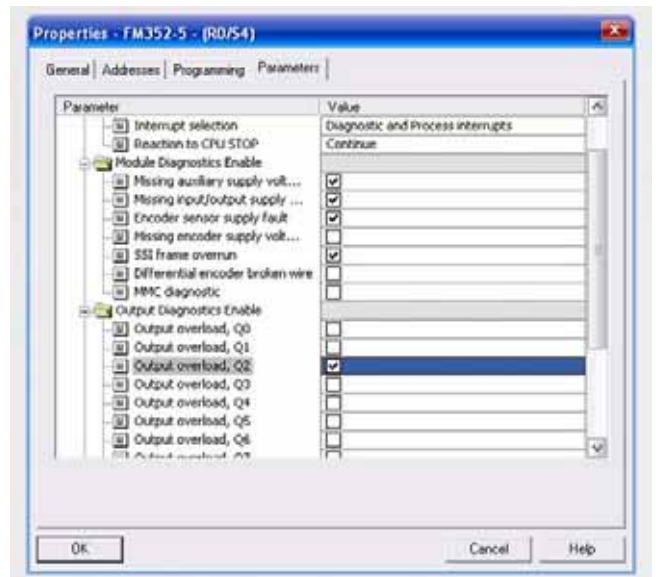 Properties - FM352-5 - (R0/S4)
General Addresses Programming Parameters
Parameter Value
Interrupt selection Diagnostic and Process interrupts
Reaction to CPU STOP Continue
Module Diagnostics Enable
Missing auxiliary supply volt...
Missing input/output supply ...
Encoder sensor supply fault
Missing encoder supply volt...
SSI frame overrun
Differential encoder broken wire
MMC diagnostic
Output Diagnostics Enable
Output overload, Q0
Output overload, Q1
Output overload, Q2
Output overload, Q3
Output overload, Q4
Output overload, Q5
Output overload, Q6
Output overload, Q7
OK Cancel Help